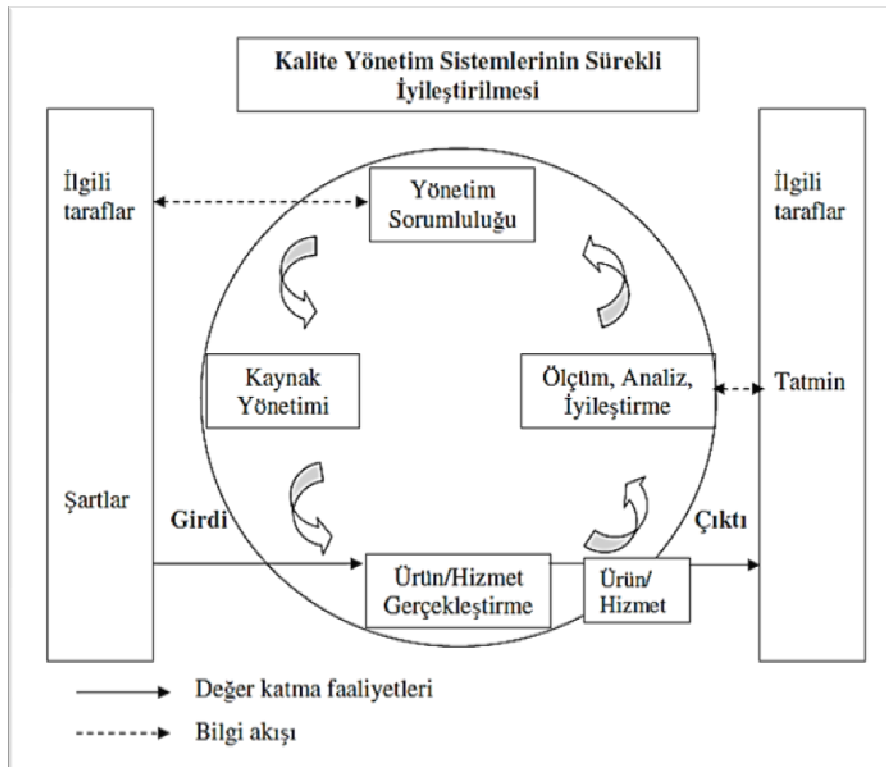 Kalite Yönetim Sistemlerinin Sürekli
İyileştirilmesi
İlgili
taraflar
Yönetim
Sorumluluğu
İlgili
taraflar
Kaynak
Yönetimi
Ölçüm, Analiz,
İyileştirme
Tatmin
Şartlar
Girdi
Çıktı
Ürün/Hizmet
Gerçekleştirme
Ürün/
Hizmet
Değer katma faaliyetleri
Bilgi akışı